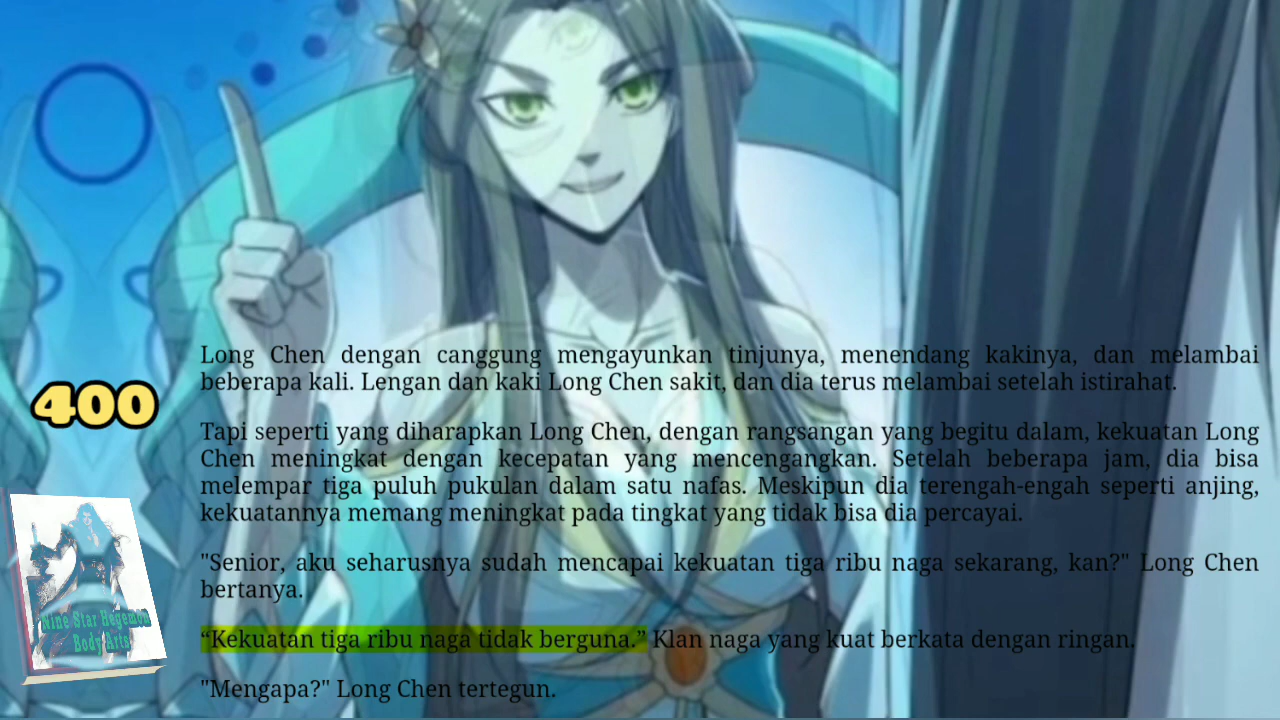 Long Chen dengan canggung mengayunkan tinjunya, menendang kakinya, dan melambai
beberapa kali. Lengan dan kaki Long Chen sakit, dan dia terus melambai setelah istirahat.
400
Tapi seperti yang diharapkan Long Chen, dengan rangsangan yang begitu dalam, kekuatan Long
Chen meningkat dengan kecepatan yang mencengangkan. Setelah beberapa jam, dia bisa
melempar tiga puluh pukulan dalam satu nafas. Meskipun dia terengah-engah seperti anjing,
kekuatannya memang meningkat pada tingkat yang tidak bisa dia percayai.
"Senior, aku seharusnya sudah mencapai kekuatan tiga ribu naga sekarang, kan?" Long Chen
bertanya.
Nine Star Hegemon
Body Arts
“Kekuatan tiga ribu naga tidak berguna.” Klan naga yang kuat berkata dengan ringan.
"Mengapa?" Long Chen tertegun.